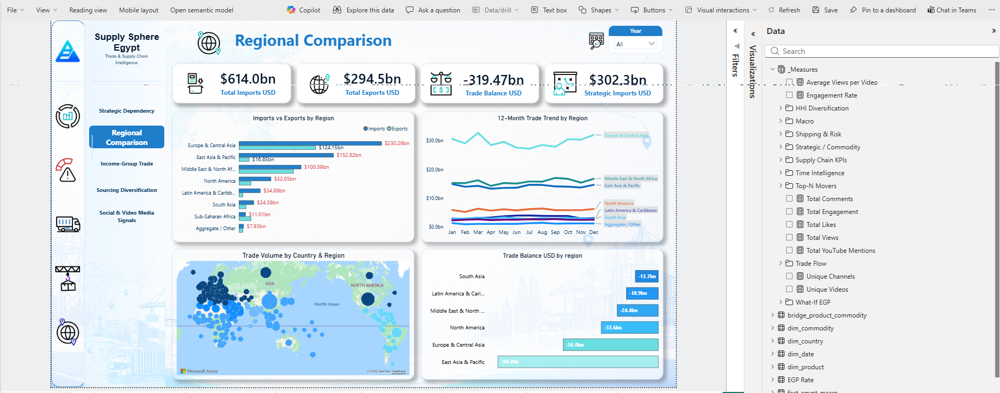 File View Reading view Mobile layout Open semantic model Copilot Explore this data Ask a question Data/drill Text box Shapes Buttons Visual interactions Refresh Save Pin to a dashboard Chat in Teams
Supply Sphere
Egypt
Trade & Supply Chain
Intelligence
Strategic Dependency
Regional
Comparison
Income-Group Trade
Sourcing Diversification
Social & Video Media
Signals
Regional Comparison
Year
All
$614.0bn
Total Imports USD
$294.5bn
Total Exports USD
-319.47bn
Trade Balance USD
$302.3bn
Strategic Imports USD
Imports vs Exports by Region
Imports Exports
Europe & Central Asia $230.29bn
$124.15bn
East Asia & Pacific $152.82bn
$16.85bn
Middle East & North Af... $100.59bn
North America $52.05bn
Latin America & Caribb... $34.88bn
South Asia $24.38bn
Sub-Saharan Africa $11.01bn
Aggregate / Other $7.93bn
12-Month Trade Trend by Region
$30.0bn
$20.0bn
$10.0bn
$0.0bn
Jan Feb Mar Apr May Jun Jul Aug Sep Oct Nov Dec
Europe & Central Asia
Middle East & North Africa
East Asia & Pacific
North America
Latin America & Caribbean
South Asia
Aggregate / Other
Trade Volume by Country & Region
ASIA
NORTH AMERICA
Pacific Ocean
Microsoft Azure
©2026 TomTom Feedback
Trade Balance USD by region
South Asia -13.7bn
Latin America & Cari... -18.9bn
Middle East & North ... -24.4bn
North America -33.6bn
Europe & Central Asia -56.0bn
East Asia & Pacific -94.2bn
Filters
Visualizations
Data
Search
_Measures
Average Views per Video
Engagement Rate
HHI Diversification
Macro
Shipping & Risk
Strategic / Commodity
Supply Chain KPIs
Time Intelligence
Top-N Movers
Total Comments
Total Engagement
Total Likes
Total Views
Total YouTube Mentions
Trade Flow
Unique Channels
Unique Videos
What-If EGP
bridge_product_commodity
dim_commodity
dim_country
dim_date
dim_product
EGP Rate
fact_egypt_macro